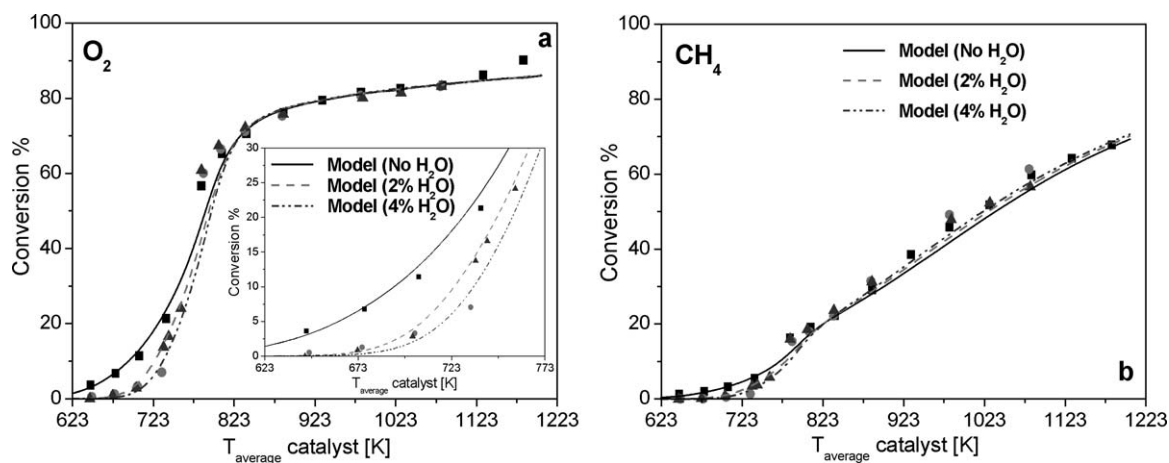 O2
a
Conversion %
100
80
60
40
20
0
623 723 823 923 1023 1123 1223
Taverage catalyst [K]
Model (No H2O)
Model (2% H2O)
Model (4% H2O)
Conversion %
30
25
20
15
10
5
0
623 673 723 773
Taverage catalyst [K]
CH4
b
Model (No H2O)
Model (2% H2O)
Model (4% H2O)
Conversion %
100
80
60
40
20
0
623 723 823 923 1023 1123 1223
Taverage catalyst [K]